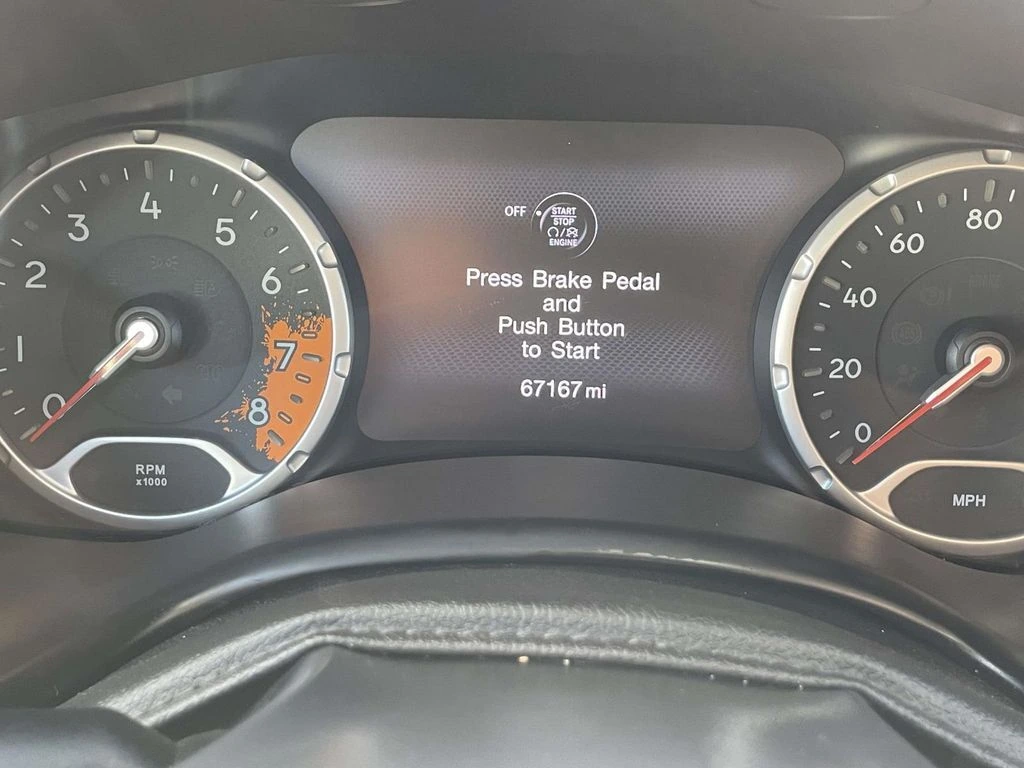 0
1
2
3
4
5
6
7
8
RPM
x1000
OFF
START
STOP
ENGINE
Press Brake Pedal
and
Push Button
to Start
67167 mi
0
20
40
60
80
MPH